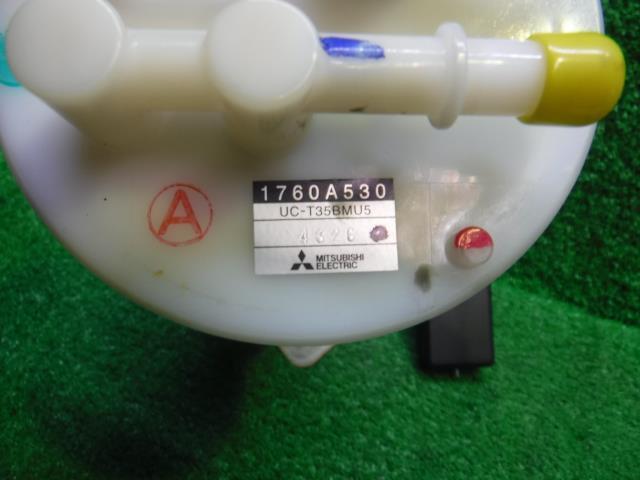 1760A530
UC-T35BMU5
4326
A
MITSUBISHI
ELECTRIC